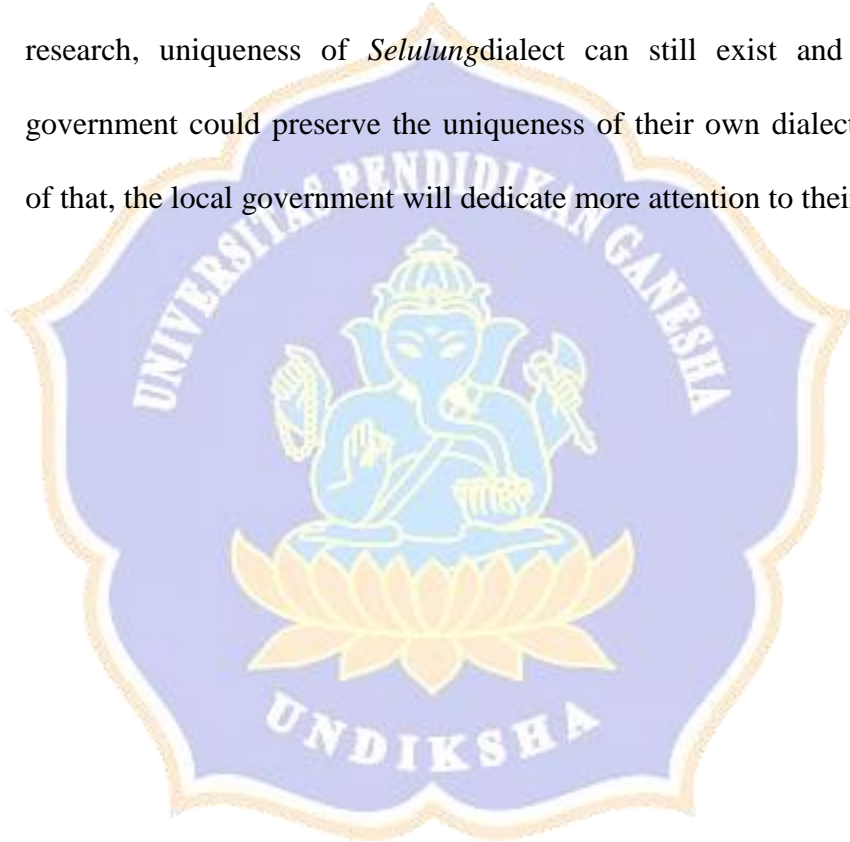 research, uniqueness of Selulungdialect can still exist and
government could preserve the uniqueness of their own dialect
of that, the local government will dedicate more attention to their
UNIVERSITAS PENDIDIKAN GANESHA
UNDIKSHA